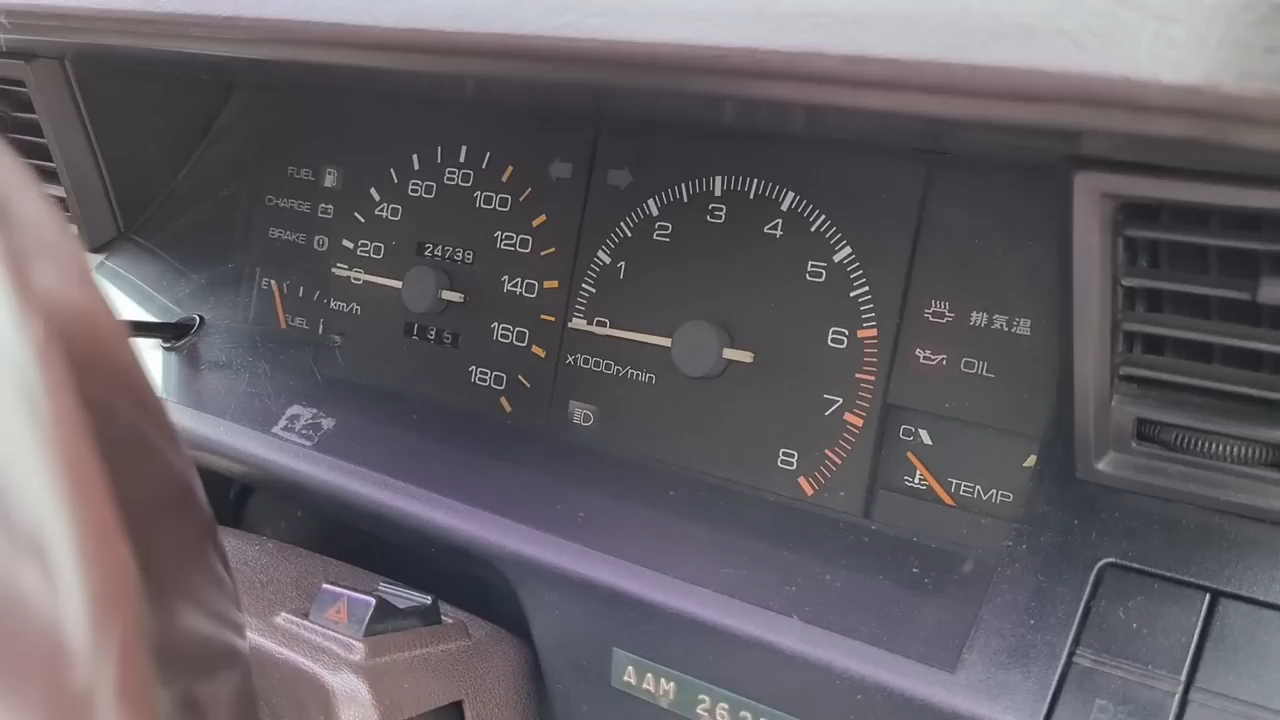 FUEL
CHARGE
BRAKE
E
FUEL
0
20
40
60
80
100
120
140
160
180
km/h
24739
135
0
1
2
3
4
5
6
7
8
x1000r/min
排気温
OIL
C
TEMP
AAM